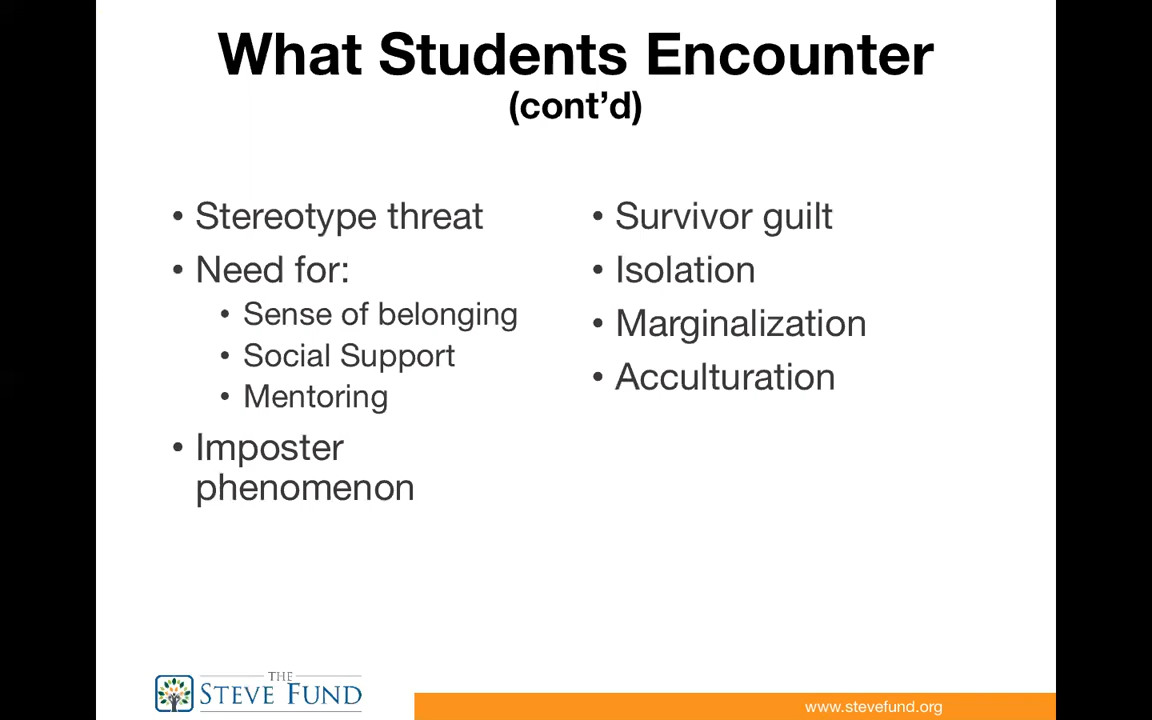 What Students Encounter
(cont’d)
• Stereotype threat
• Need for:
• Sense of belonging
• Social Support
• Mentoring
• Imposter
phenomenon
• Survivor guilt
• Isolation
• Marginalization
• Acculturation
THE
STEVE FUND
www.stevefund.org